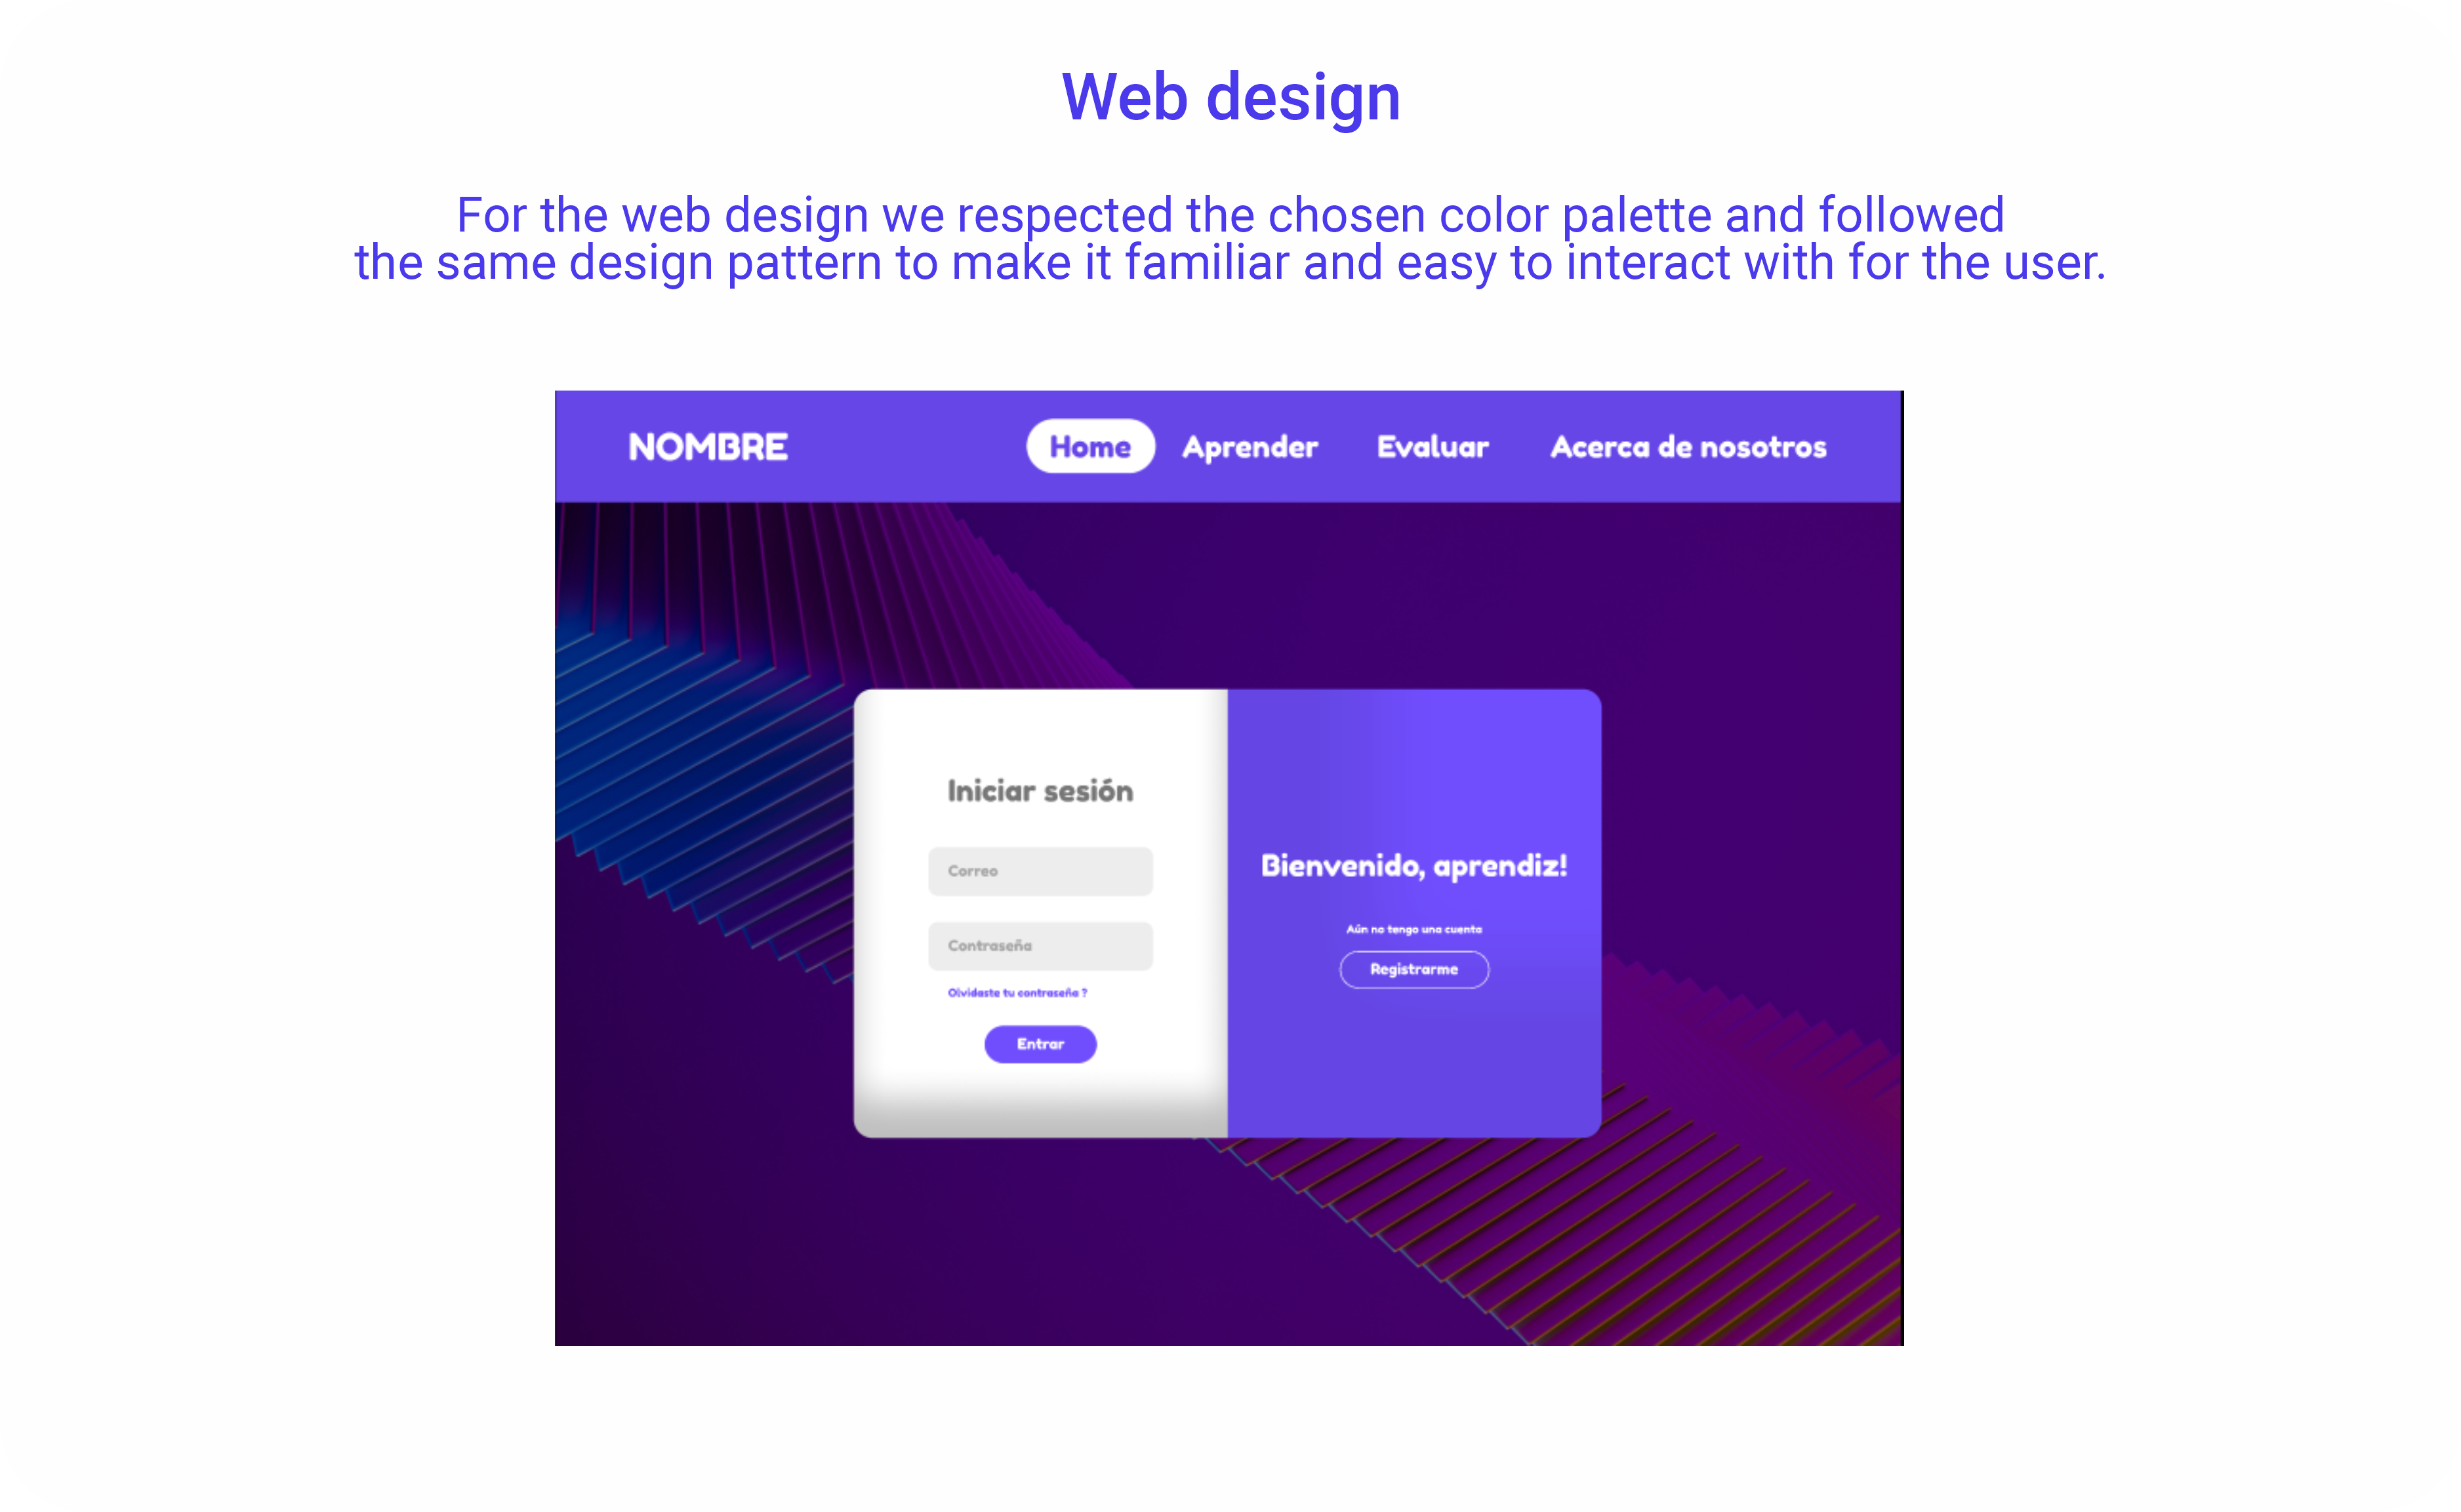 Web design
For the web design we respected the chosen color palette and followed
the same design pattern to make it familiar and easy to interact with for the user.
NOMBRE
Home
Aprender
Evaluar
Acerca de nosotros
Iniciar sesión
Correo
Contraseña
Olvidaste tu contraseña ?
Entrar
Bienvenido, aprendiz!
Aún no tengo una cuenta
Registrarme